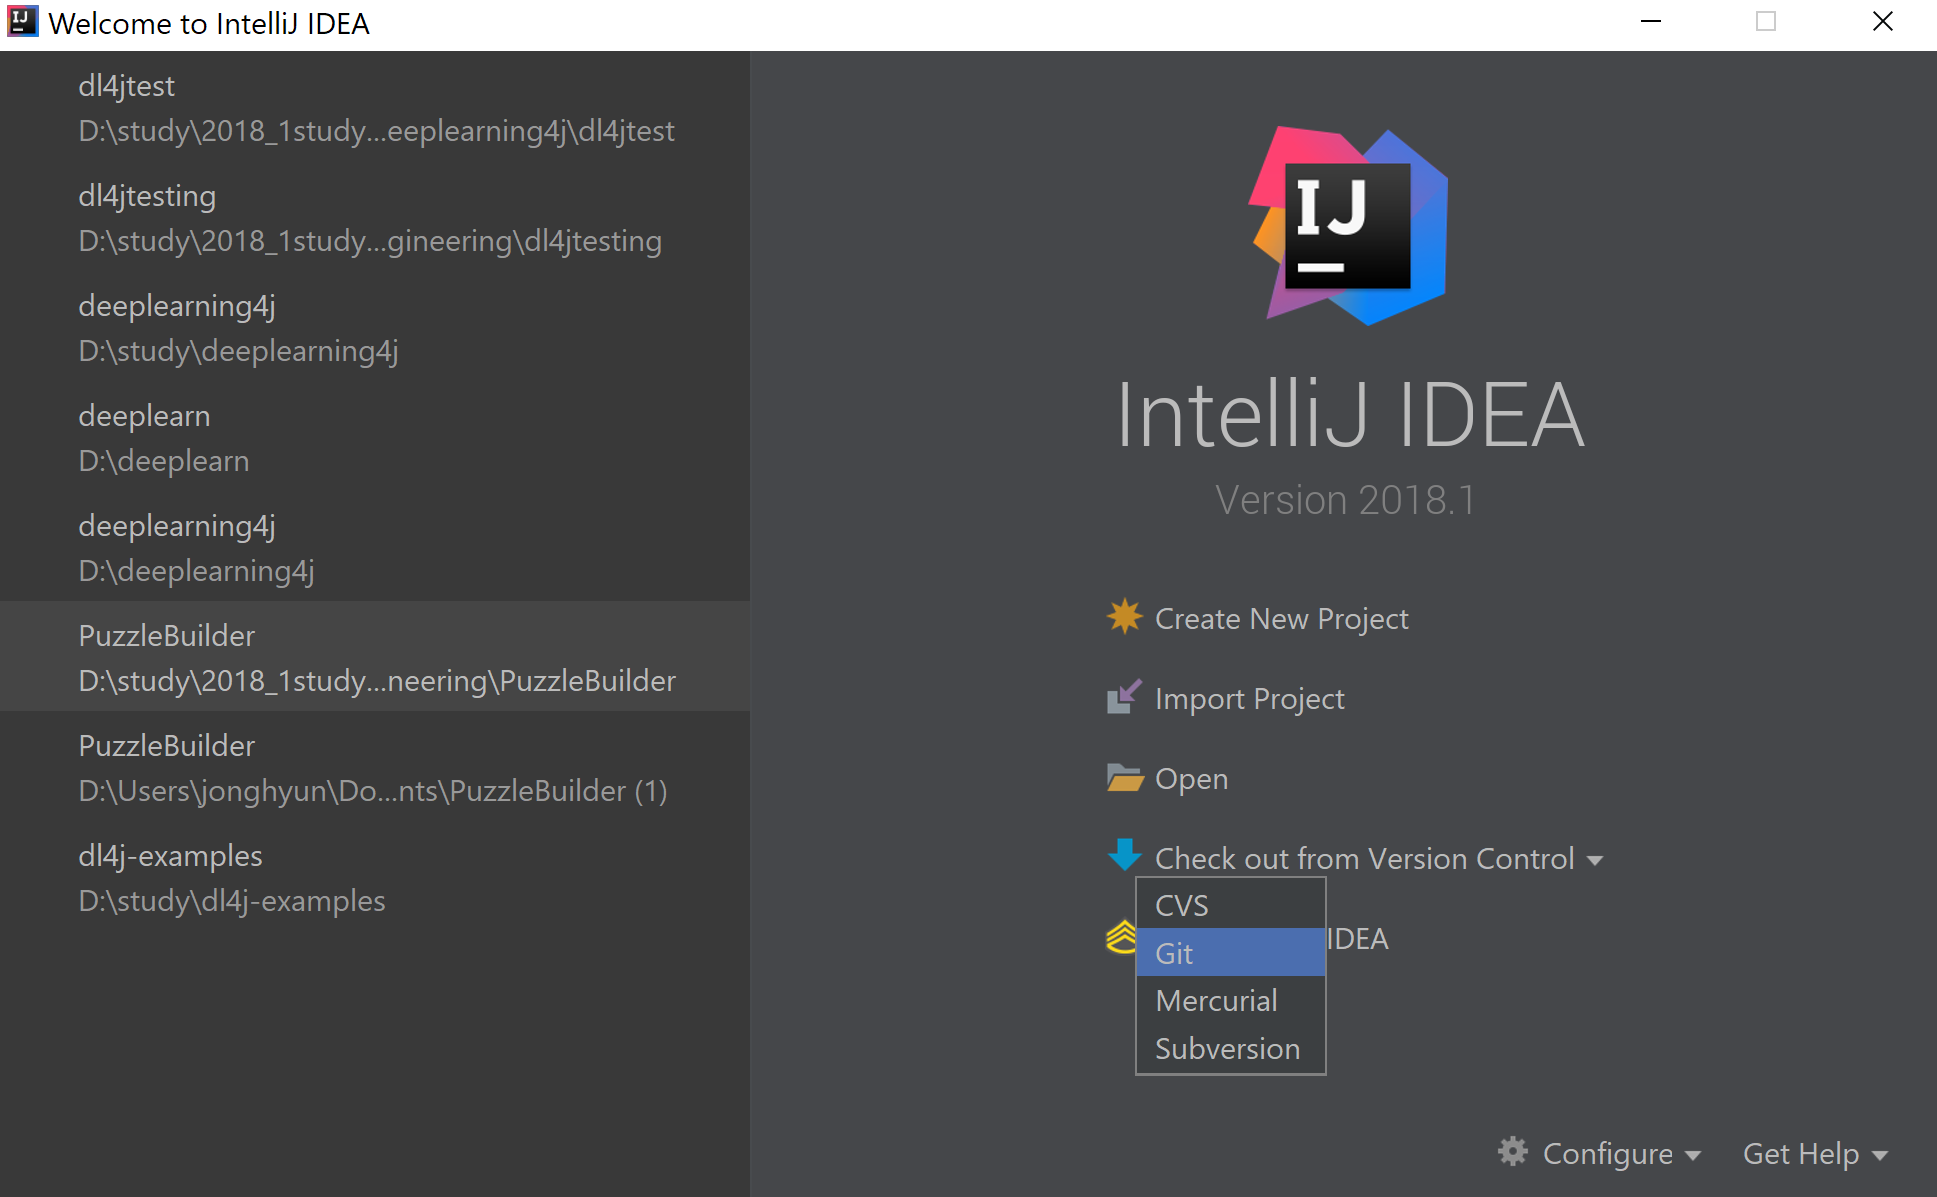 IJ Welcome to IntelliJ IDEA
dl4jtest
D:\study\2018_1study...eeplearning4j\dl4jtest
dl4jtesting
D:\study\2018_1study...gineering\dl4jtesting
deeplearning4j
D:\study\deeplearning4j
deeplearn
D:\deeplearn
deeplearning4j
D:\deeplearning4j
PuzzleBuilder
D:\study\2018_1study...neering\PuzzleBuilder
PuzzleBuilder
D:\Users\jonghyun\Do...nts\PuzzleBuilder (1)
dl4j-examples
D:\study\dl4j-examples
IJ
IntelliJ IDEA
Version 2018.1
Create New Project
Import Project
Open
Check out from Version Control
IDEA
CVS
Git
Mercurial
Subversion
Configure
Get Help